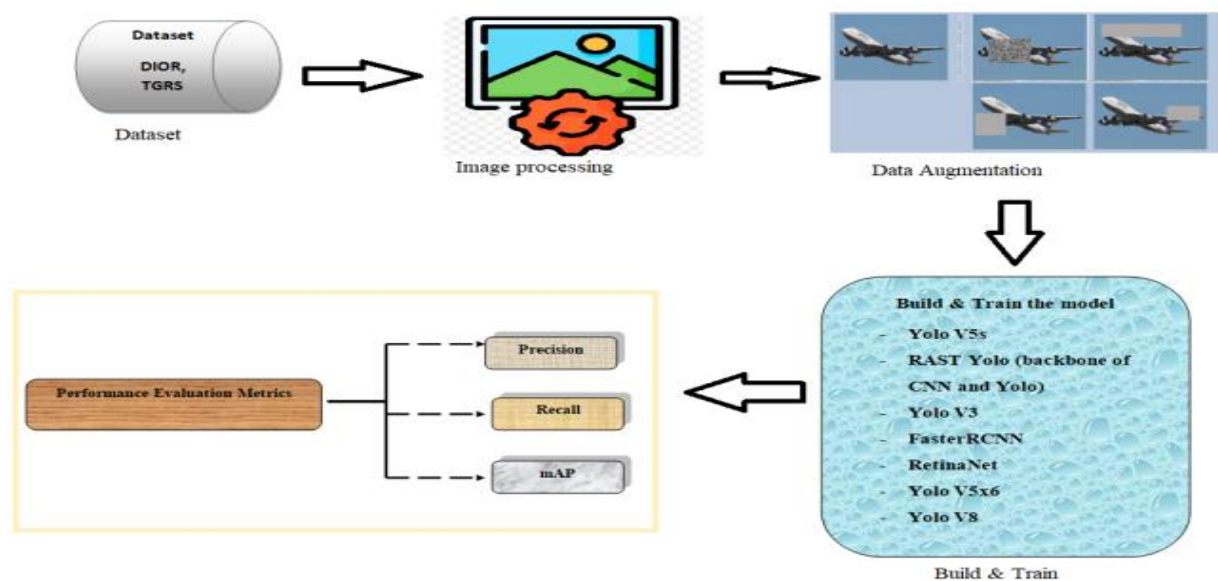 Dataset
DIOR,
TGRS
Dataset
Image processing
Data Augmentation
Build & Train the model
- Yolo V5s
- RAST Yolo (backbone of
CNN and Yolo)
- Yolo V3
- FasterRCNN
- RetinaNet
- Yolo V5x6
- Yolo V8
Build & Train
Performance Evaluation Metrics
Precision
Recall
mAP